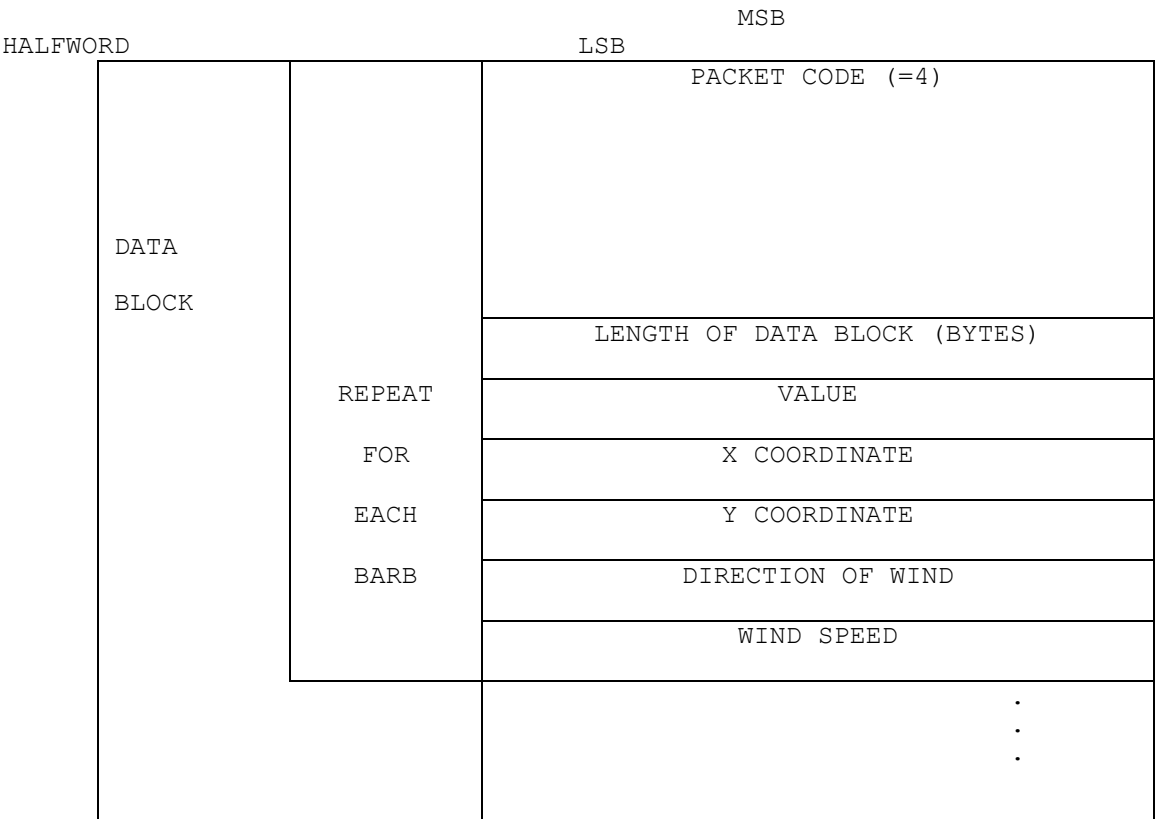 MSB
HALFWORD LSB
PACKET CODE (=4)
DATA
BLOCK
LENGTH OF DATA BLOCK (BYTES)
REPEAT VALUE
FOR X COORDINATE
EACH Y COORDINATE
BARB DIRECTION OF WIND
WIND SPEED
.
.
.